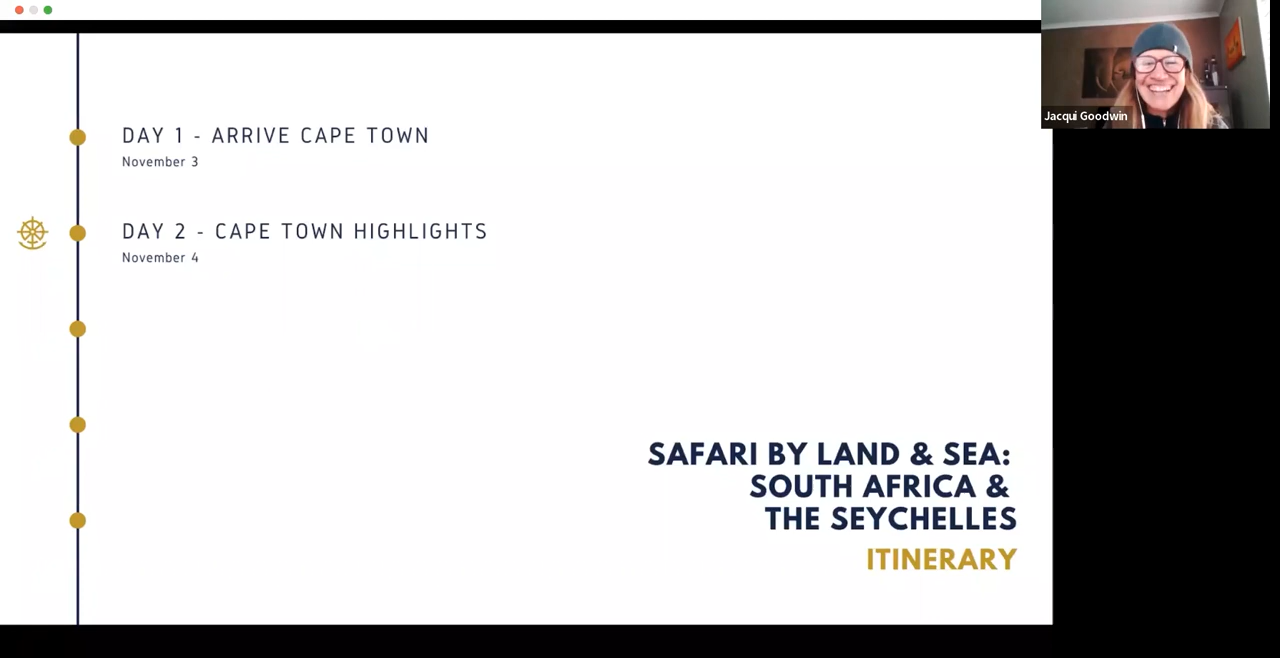 DAY 1 - ARRIVE CAPE TOWN
November 3
DAY 2 - CAPE TOWN HIGHLIGHTS
November 4
SAFARI BY LAND & SEA:
SOUTH AFRICA &
THE SEYCHELLES
ITINERARY
Jacqui Goodwin